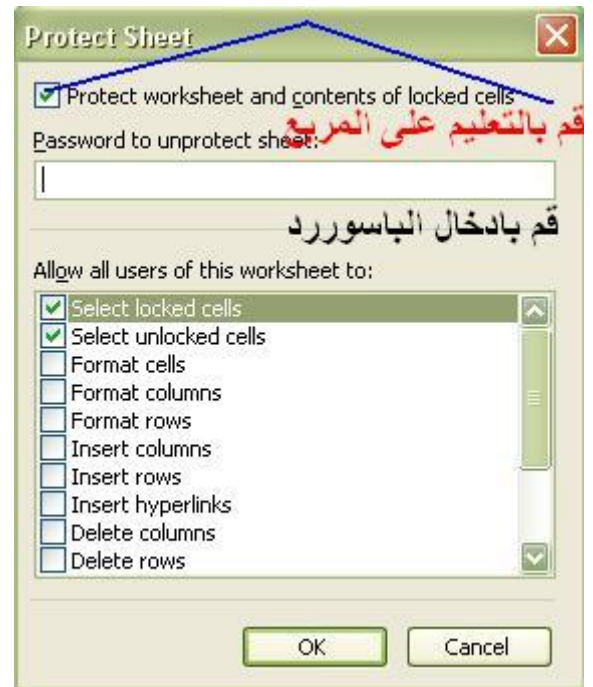 Protect Sheet
Protect worksheet and contents of locked cells
قم بالتعليم على المربع
Password to unprotect sheet:
قم بادخال الباسوررد
Allow all users of this worksheet to:
Select locked cells
Select unlocked cells
Format cells
Format columns
Format rows
Insert columns
Insert rows
Insert hyperlinks
Delete columns
Delete rows
OK
Cancel